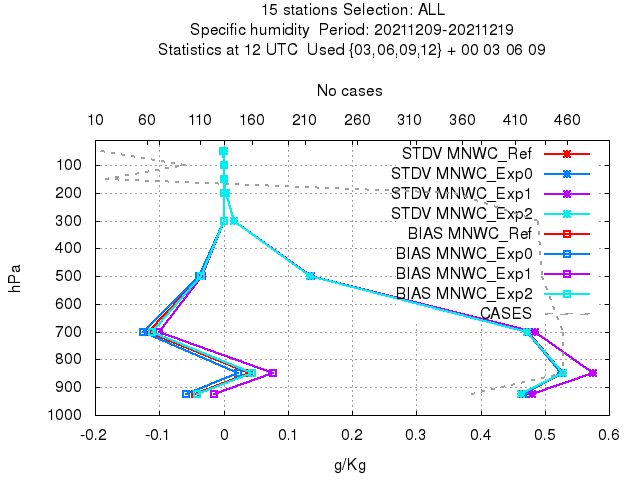 15 stations Selection: ALL
Specific humidity  Period: 20211209-20211219
Statistics at 12 UTC  Used {03,06,09,12} + 00 03 06 09
No cases
10 60 110 160 210 260 310 360 410 460
STDV MNWC_Ref
STDV MNWC_Exp0
STDV MNWC_Exp1
STDV MNWC_Exp2
BIAS MNWC_Ref
BIAS MNWC_Exp0
BIAS MNWC_Exp1
BIAS MNWC_Exp2
CASES
100
200
300
400
500
600
700
800
900
1000
hPa
-0.2 -0.1 0 0.1 0.2 0.3 0.4 0.5 0.6
g/Kg